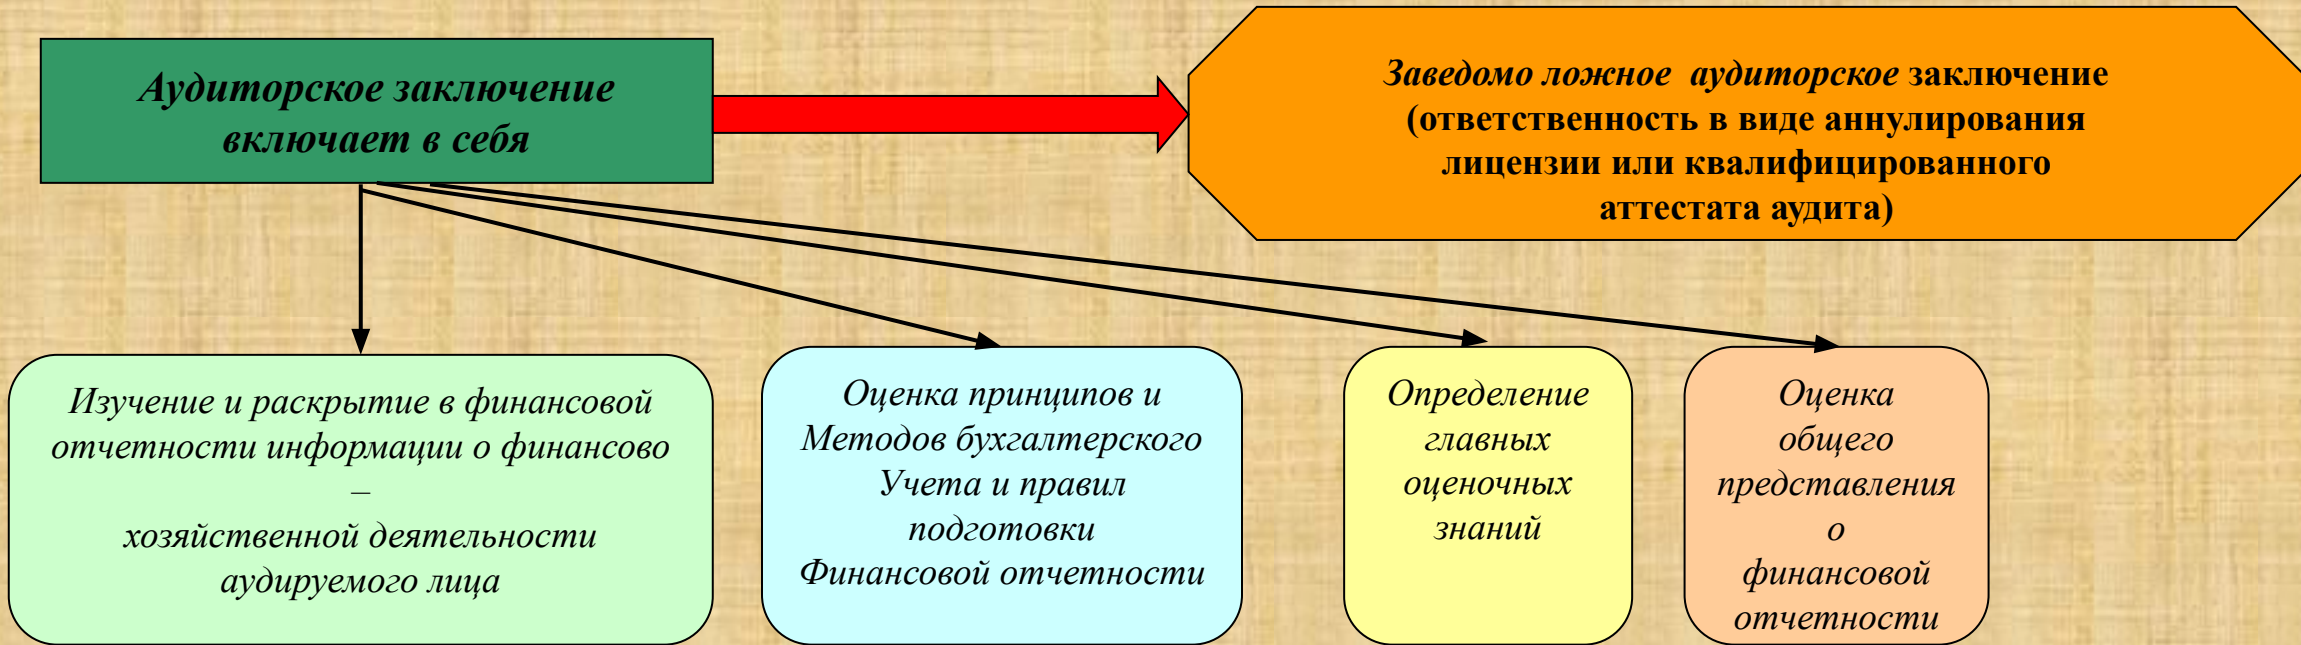 Аудиторское заключение
включает в себя
Заведомо ложное аудиторское заключение
(ответственность в виде аннулирования
лицензии или квалифицированного
аттестата аудита)
Изучение и раскрытие в финансовой
отчетности информации о финансово
–
хозяйственной деятельности
аудируемого лица
Оценка принципов и
Методов бухгалтерского
Учета и правил
подготовки
Финансовой отчетности
Определение
главных
оценочных
знаний
Оценка
общего
представления
о
финансовой
отчетности